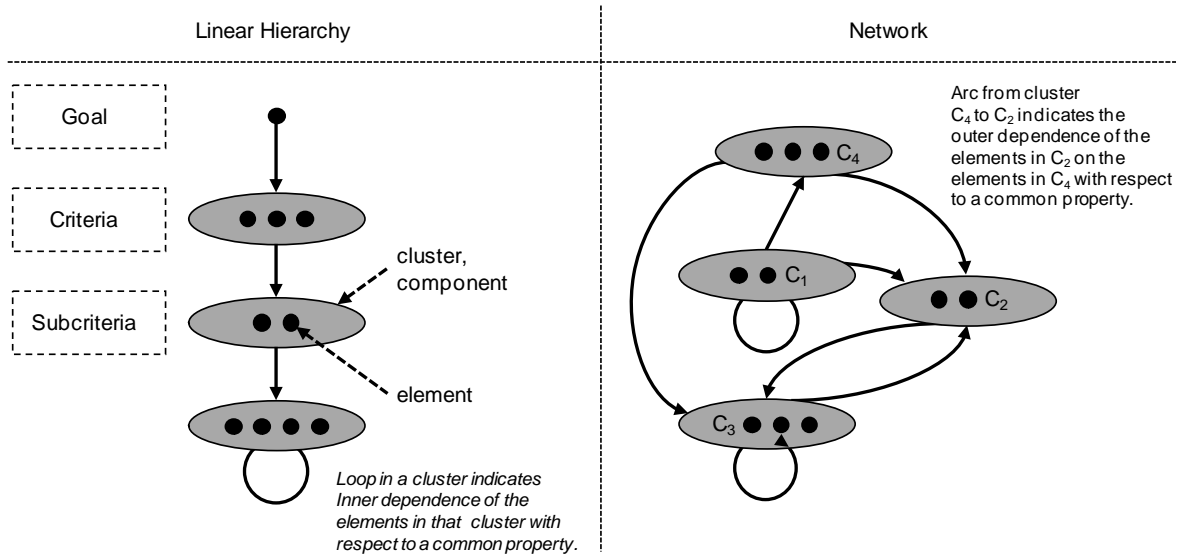 Linear Hierarchy
Network
Goal
Criteria
Subcriteria
cluster,
component
element
Loop in a cluster indicates
Inner dependence of the
elements in that cluster with
respect to a common property.
Arc from cluster
C₄ to C₂ indicates the
outer dependence of the
elements in C₂ on the
elements in C₄ with respect
to a common property.
C₄
C₁
C₂
C₃